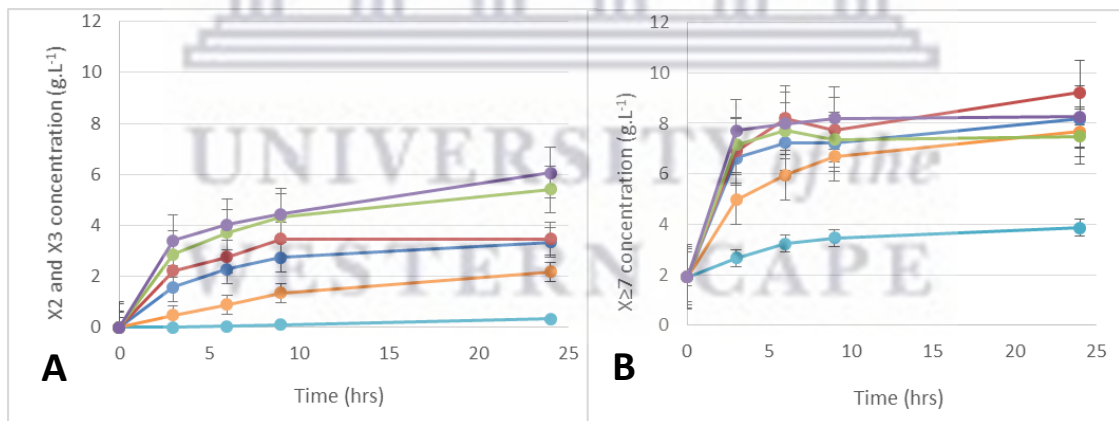 12
10
8
6
4
2
0
X2 and X3 concentration (g.L-1)
0 5 10 15 20 25
Time (hrs)
A
12
10
8
6
4
2
0
X≥7 concentration (g.L-1)
0 5 10 15 20 25
Time (hrs)
B
UNIVERSITY of the
WESTERN CAPE